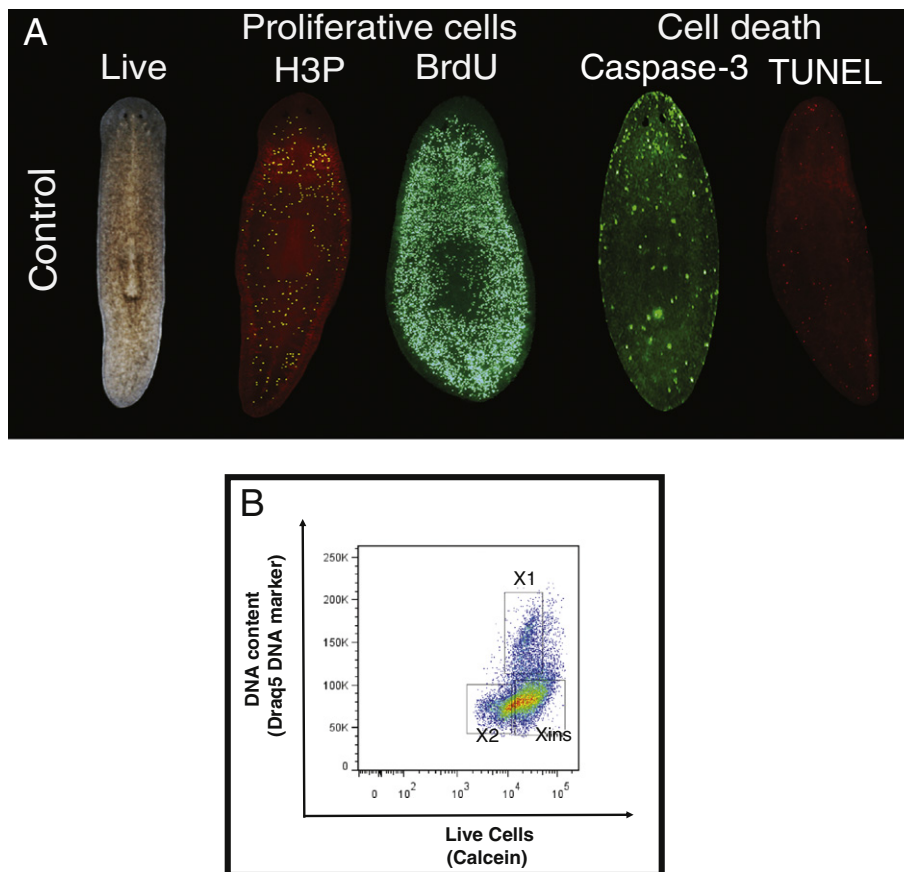 A
Proliferative cells
Cell death
Live
H3P
BrdU
Caspase-3
TUNEL
Control
B
DNA content
(Draq5 DNA marker)
250K
200K
150K
100K
50K
0
X1
X2
Xins
0
10^2
10^3
10^4
10^5
Live Cells
(Calcein)